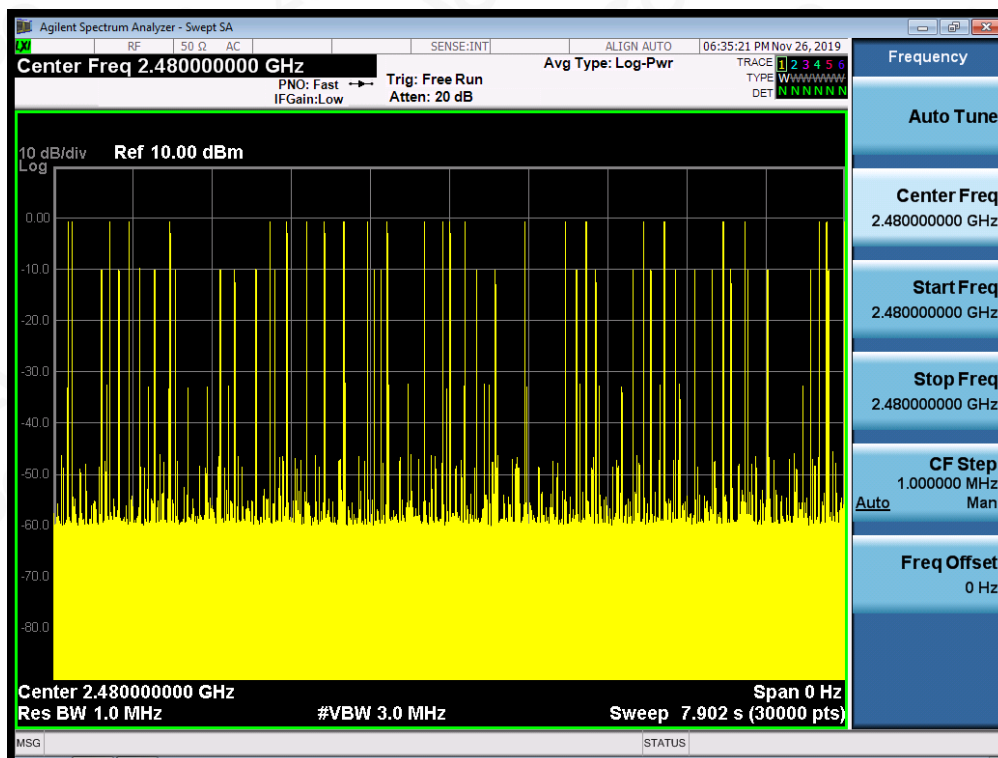 Agilent Spectrum Analyzer - Swept SA
LXI RF 50 Ω AC SENSE:INT ALIGN AUTO 06:35:21 PM Nov 26, 2019
Center Freq 2.480000000 GHz
PNO: Fast
IFGain:Low
Trig: Free Run
Atten: 20 dB
Avg Type: Log-Pwr
TRACE 1 2 3 4 5 6
TYPE WWWWWWW
DET N N N N N N
10 dB/div Ref 10.00 dBm
Log
0.00
-10.0
-20.0
-30.0
-40.0
-50.0
-60.0
-70.0
-80.0
Center 2.480000000 GHz Span 0 Hz
Res BW 1.0 MHz #VBW 3.0 MHz Sweep 7.902 s (30000 pts)
MSG STATUS
Frequency
Auto Tune
Center Freq
2.480000000 GHz
Start Freq
2.480000000 GHz
Stop Freq
2.480000000 GHz
CF Step
1.000000 MHz
Auto Man
Freq Offset
0 Hz